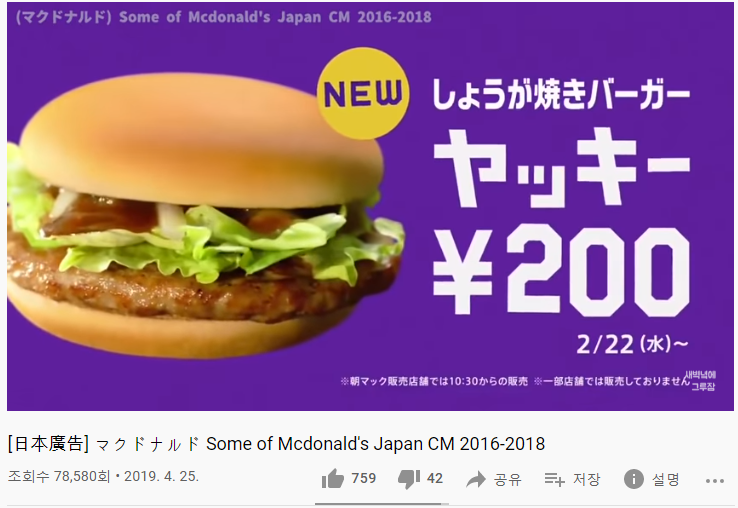 (マクドナルド) Some of Mcdonald's Japan CM 2016-2018
NEW
しょうが焼きバーガー
ヤッキー
¥200
2/22(水)～
※朝マック販売店舗では10:30からの販売 ※一部店舗では販売しておりません
새벽녘에
그루잠
[日本廣告] マクドナルド Some of Mcdonald's Japan CM 2016-2018
조회수 78,580회 • 2019. 4. 25.
759
42
공유
저장
설명